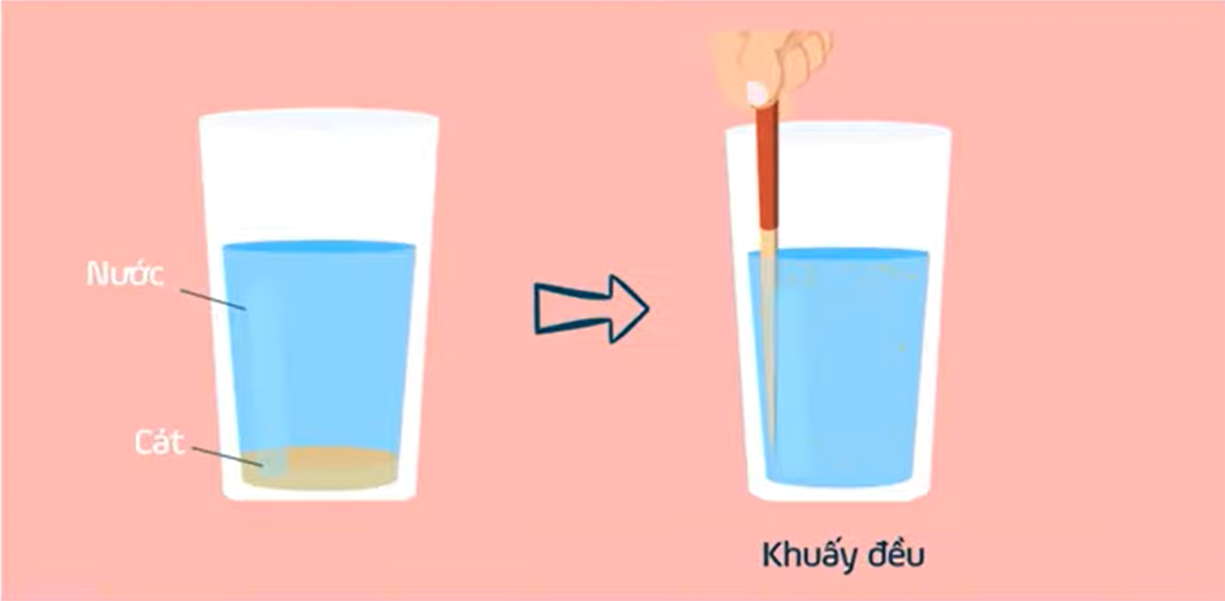 Nước
Cát
Khuấy đều